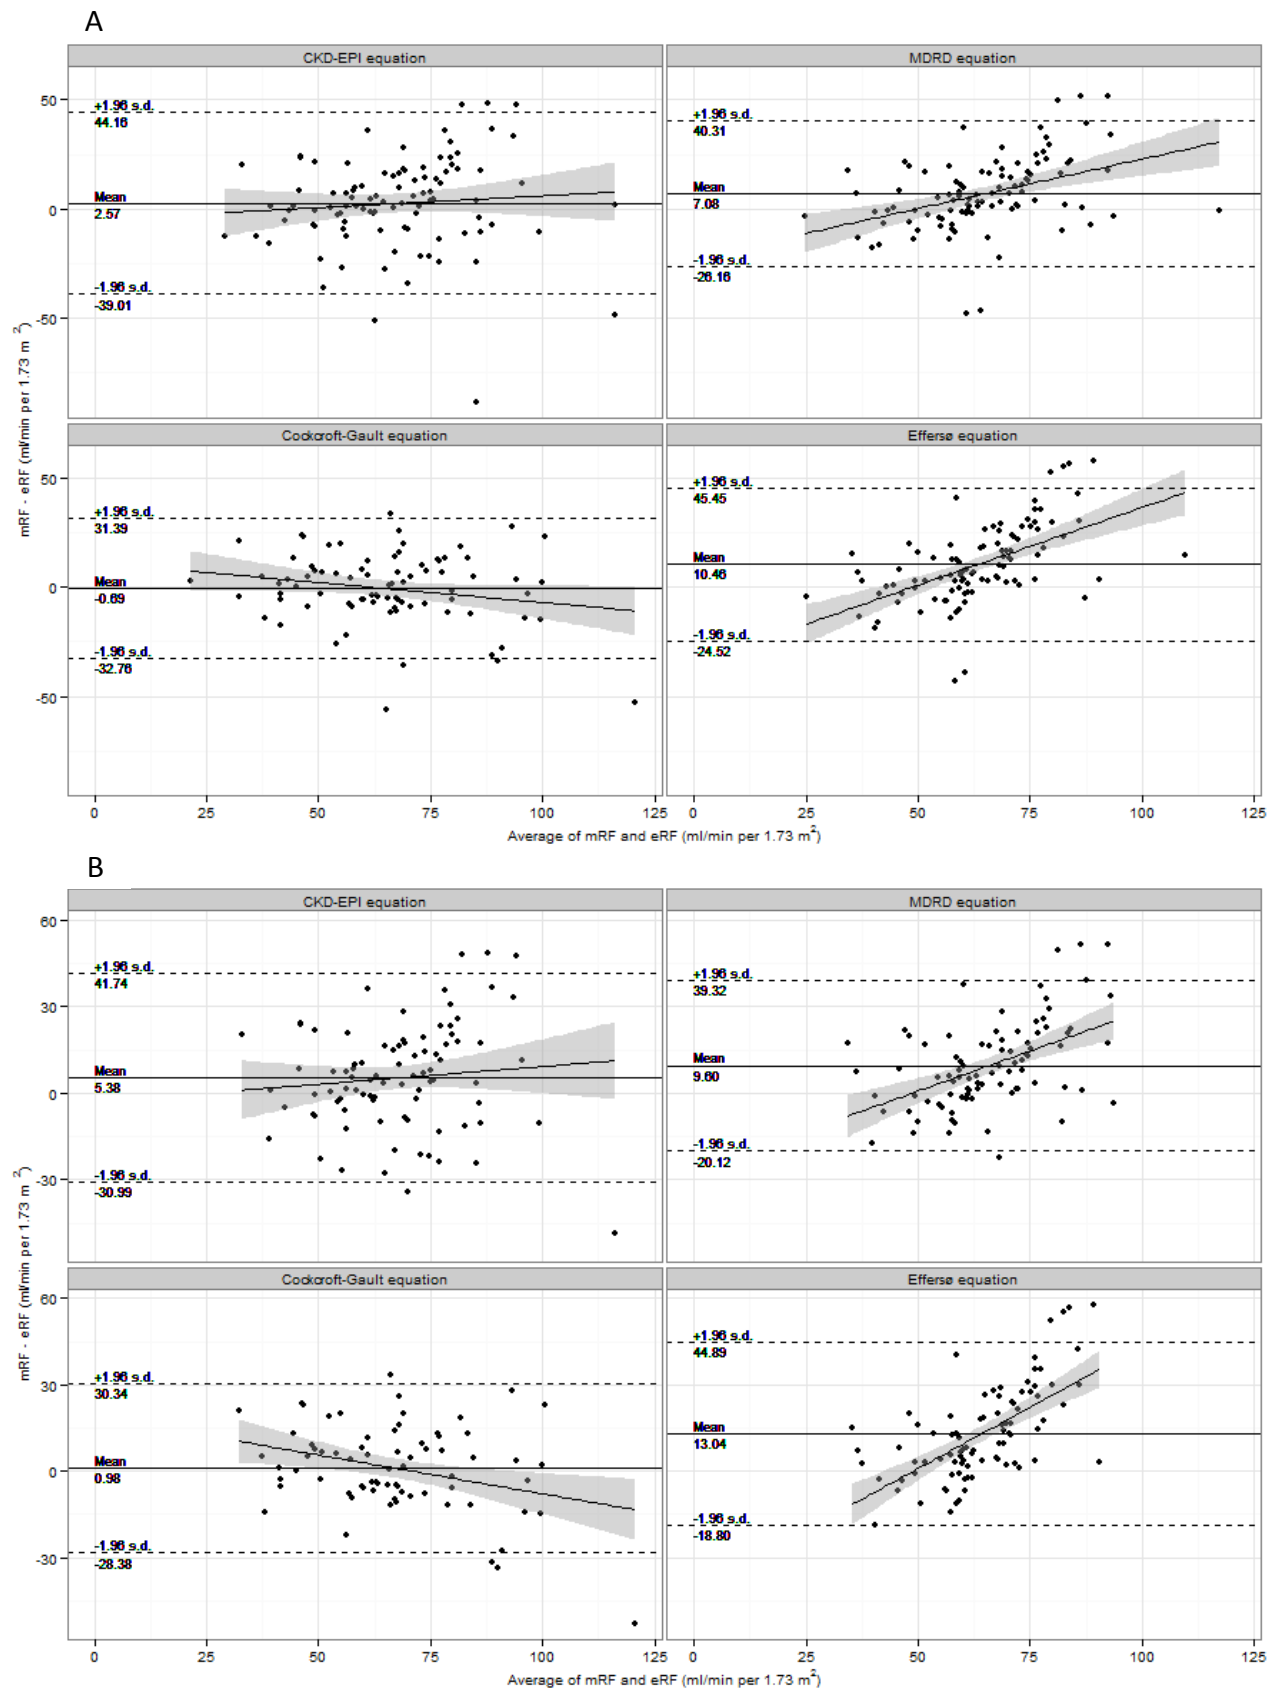 A
CKD-EPI equation
MDRD equation
50
0
-50
+1.96 s.d.
44.16
Mean
2.57
-1.96 s.d.
-39.01
+1.96 s.d.
40.31
Mean
7.08
-1.96 s.d.
-26.16
mRF - eRF (ml/min per 1.73 m²)
Cockcroft-Gault equation
Effersø equation
50
0
-50
+1.96 s.d.
31.39
Mean
-0.69
-1.96 s.d.
-32.76
+1.96 s.d.
45.45
Mean
10.46
-1.96 s.d.
-24.52
0 25 50 75 100 125 0 25 50 75 100 125
Average of mRF and eRF (ml/min per 1.73 m²)
B
CKD-EPI equation
MDRD equation
60
30
0
-30
+1.96 s.d.
41.74
Mean
5.38
-1.96 s.d.
-30.99
+1.96 s.d.
39.32
Mean
9.60
-1.96 s.d.
-20.12
mRF - eRF (ml/min per 1.73 m²)
Cockcroft-Gault equation
Effersø equation
60
30
0
-30
+1.96 s.d.
30.34
Mean
0.98
-1.96 s.d.
-28.38
+1.96 s.d.
44.89
Mean
13.04
-1.96 s.d.
-18.80
0 25 50 75 100 125 0 25 50 75 100 125
Average of mRF and eRF (ml/min per 1.73 m²)